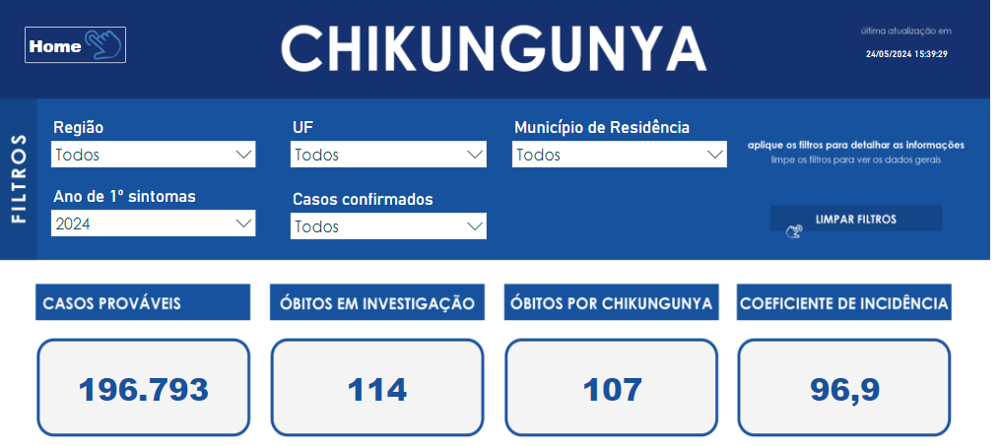 Home
CHIKUNGUNYA
última atualização em
24/05/2024 15:39:29
FILTROS
Região
Todos
UF
Todos
Município de Residência
Todos
aplique os filtros para detalhar as informações
limpe os filtros para ver os dados gerais
Ano de 1º sintomas
2024
Casos confirmados
Todos
LIMPAR FILTROS
CASOS PROVÁVEIS
ÓBITOS EM INVESTIGAÇÃO
ÓBITOS POR CHIKUNGUNYA
COEFICIENTE DE INCIDÊNCIA
196.793
114
107
96,9